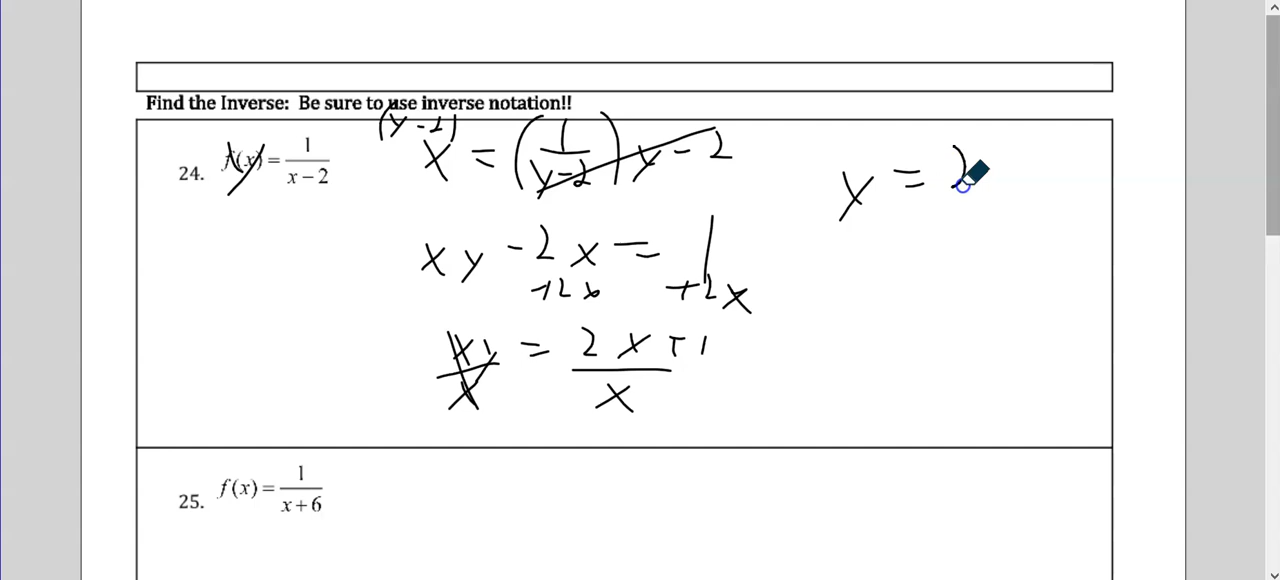 Find the Inverse: Be sure to use inverse notation!!
24. f(x) = 1/(x − 2)
(y − 2)
x = (1/(y − 2)) y − 2
y = 2
xy − 2x = 1
+2x +2x
xy/x = (2x + 1)/x
25. f(x) = 1/(x + 6)